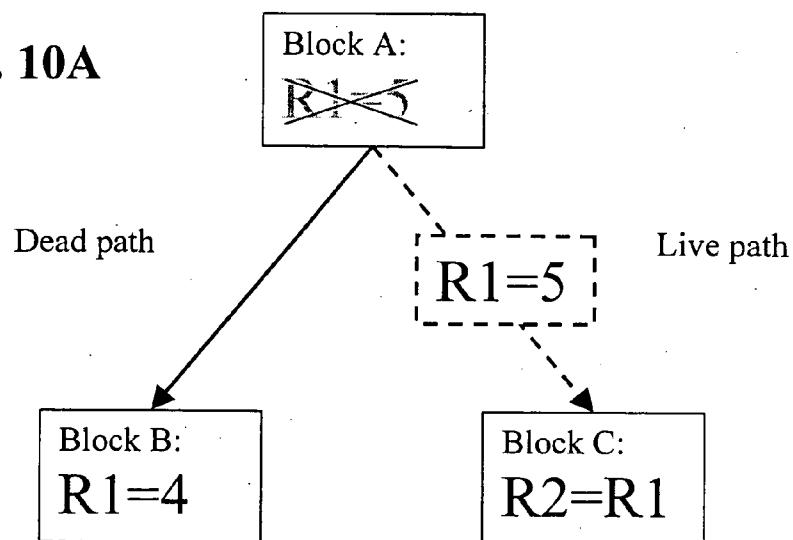 10A
Block A:
R1=5
Dead path
R1=5
Live path
Block B:
R1=4
Block C:
R2=R1